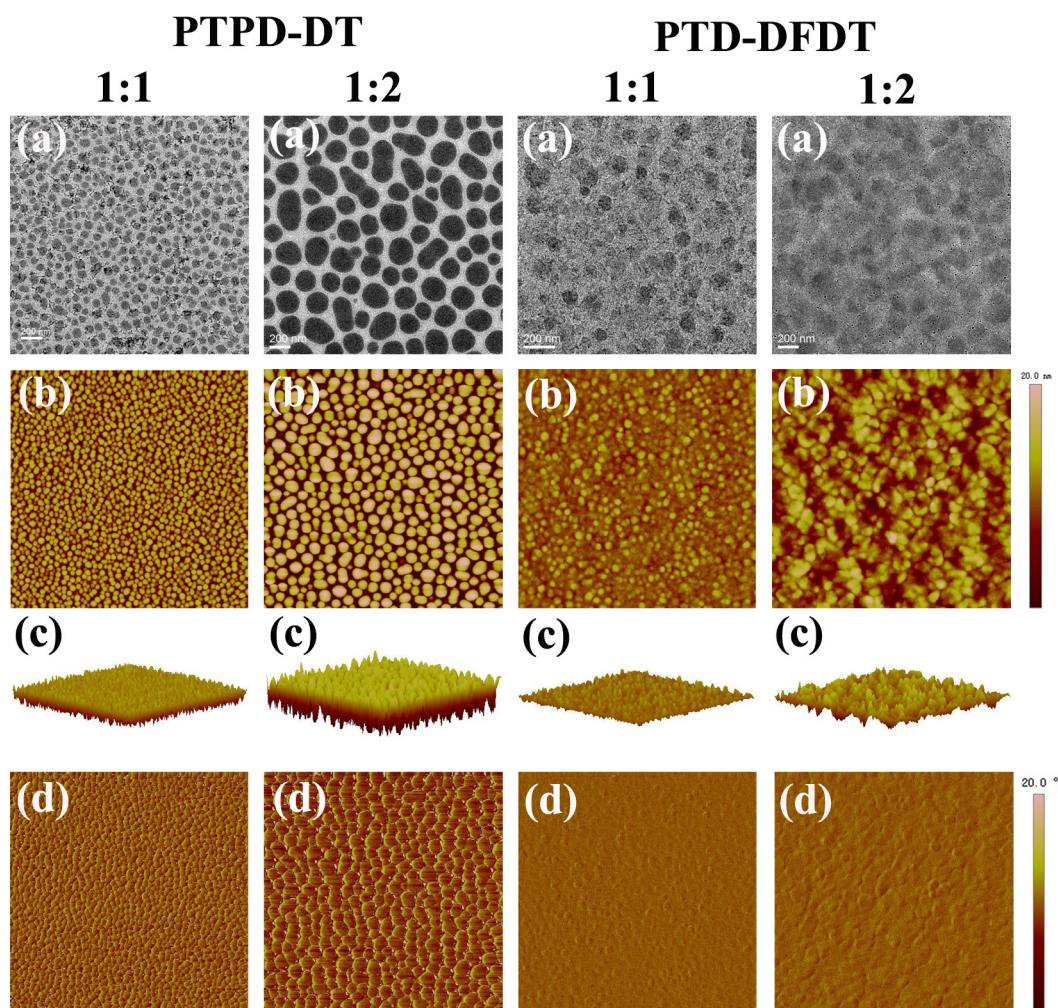 PTPD-DT PTD-DFDT
1:1 1:2 1:1 1:2
(a) (a) (a) (a)
200 nm 200 nm 200 nm 200 nm
(b) (b) (b) (b)
20.0 nm
(c) (c) (c) (c)
(d) (d) (d) (d)
20.0 °